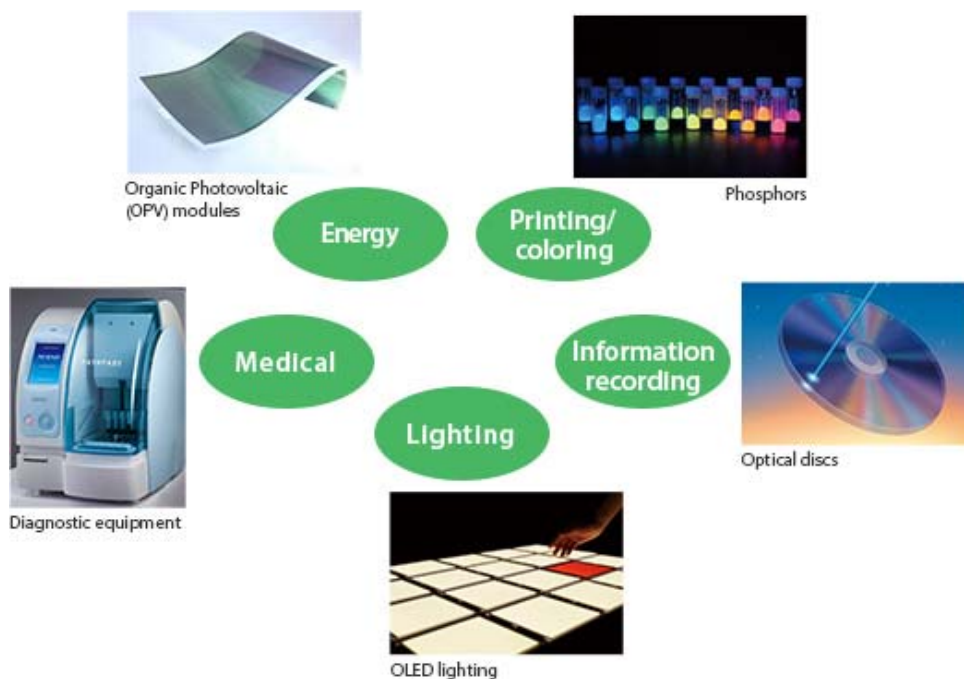 Organic Photovoltaic
(OPV) modules
Phosphors
Energy
Printing/
coloring
Medical
Information
recording
Lighting
Optical discs
Diagnostic equipment
OLED lighting